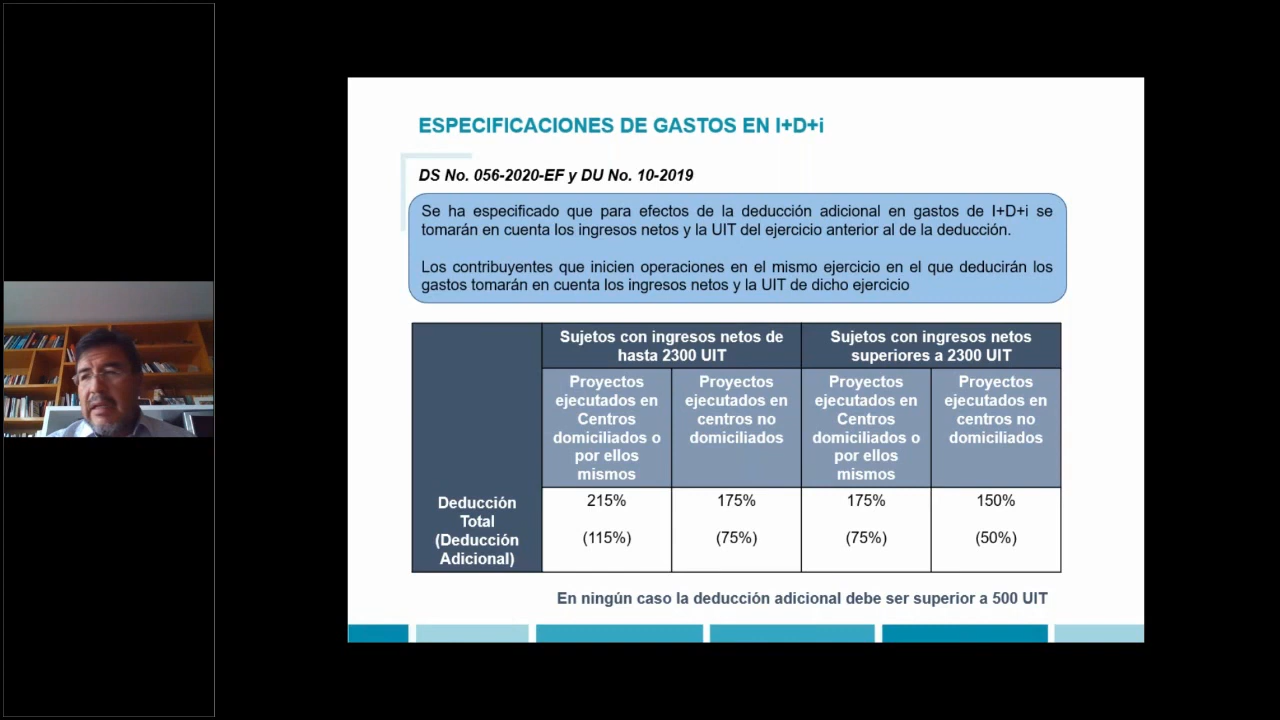 ESPECIFICACIONES DE GASTOS EN I+D+i
DS No. 056-2020-EF y DU No. 10-2019
Se ha especificado que para efectos de la deducción adicional en gastos de I+D+i se
tomarán en cuenta los ingresos netos y la UIT del ejercicio anterior al de la deducción.
Los contribuyentes que inicien operaciones en el mismo ejercicio en el que deducirán los
gastos tomarán en cuenta los ingresos netos y la UIT de dicho ejercicio
Sujetos con ingresos netos de
hasta 2300 UIT
Sujetos con ingresos netos
superiores a 2300 UIT
Proyectos
ejecutados en
Centros
domiciliados o
por ellos
mismos
Proyectos
ejecutados en
centros no
domiciliados
Proyectos
ejecutados en
Centros
domiciliados o
por ellos
mismos
Proyectos
ejecutados en
centros no
domiciliados
Deducción
Total
(Deducción
Adicional)
215%
(115%)
175%
(75%)
175%
(75%)
150%
(50%)
En ningún caso la deducción adicional debe ser superior a 500 UIT